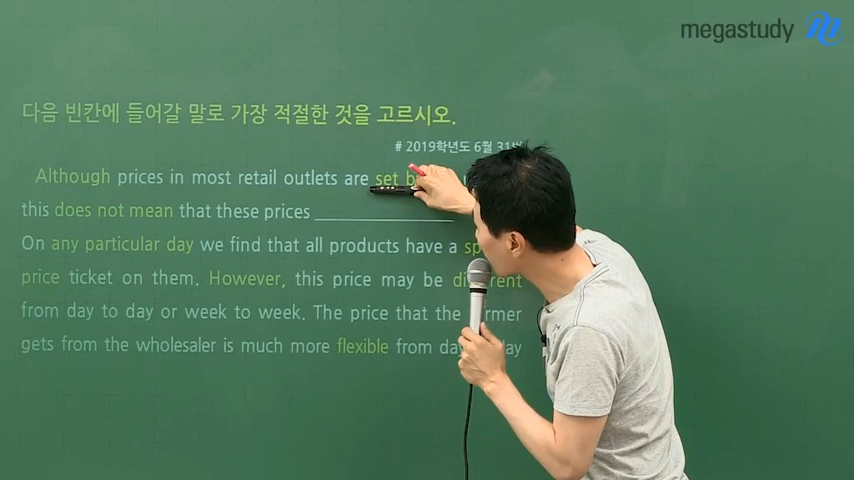 megastudy
다음 빈칸에 들어갈 말로 가장 적절한 것을 고르시오.
# 2019학년도 6월 31번
Although prices in most retail outlets are set
this does not mean that these prices ______________
On any particular day we find that all products have a
price ticket on them. However, this price may be
from day to day or week to week. The price that the
gets from the wholesaler is much more flexible from